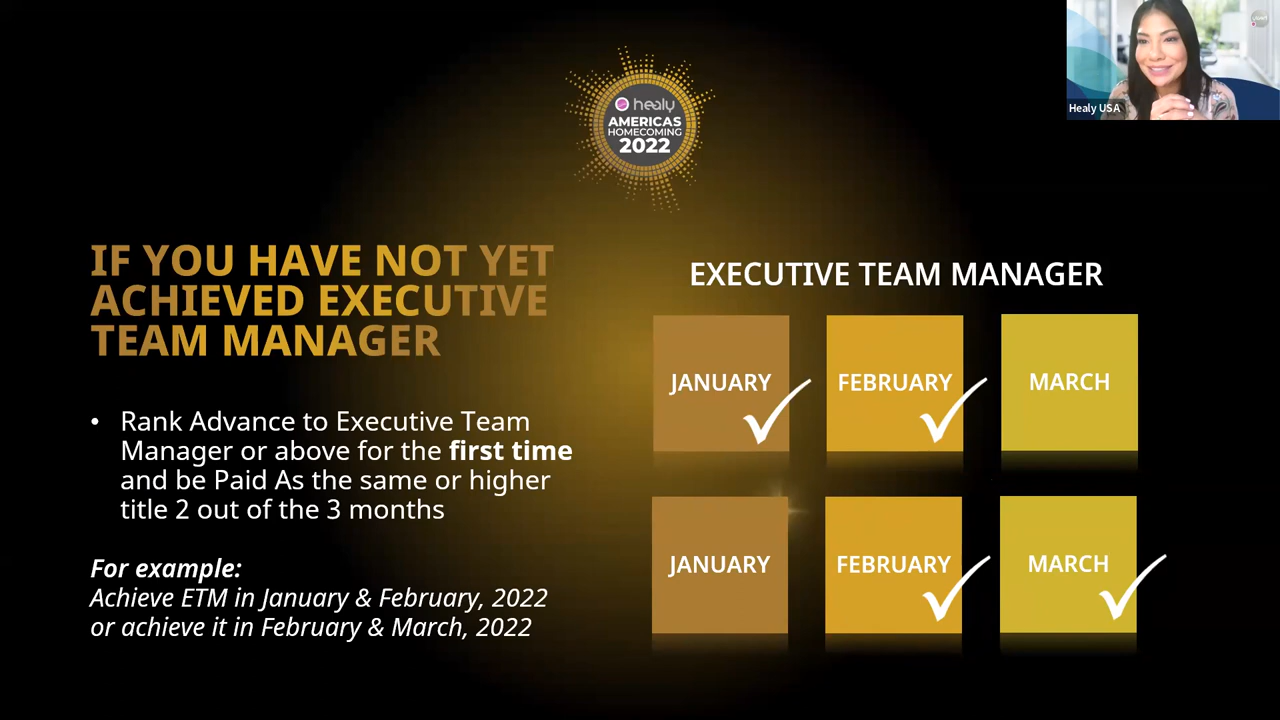 healy
AMERICAS
HOMECOMING
2022
Healy USA
IF YOU HAVE NOT YET
ACHIEVED EXECUTIVE
TEAM MANAGER
• Rank Advance to Executive Team
Manager or above for the first time
and be Paid As the same or higher
title 2 out of the 3 months
For example:
Achieve ETM in January & February, 2022
or achieve it in February & March, 2022
EXECUTIVE TEAM MANAGER
JANUARY
FEBRUARY
MARCH
JANUARY
FEBRUARY
MARCH